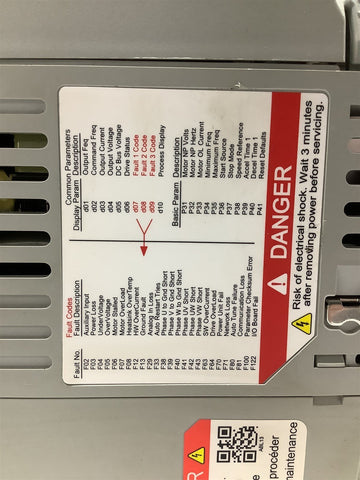 Fault Codes
Fault No. Fault Description
F02 Auxiliary Input
F03 Power Loss
F04 UnderVoltage
F05 OverVoltage
F06 Motor Stalled
F07 Motor OverLoad
F08 Heatsink OverTemp
F12 HW OverCurrent
F13 Ground Fault
F29 Analog In Loss
F33 Auto Restart Tries
F38 Phase U to Gnd Short
F39 Phase V to Gnd Short
F40 Phase W to Gnd Short
F41 Phase UV Short
F42 Phase UW Short
F43 Phase VW Short
F63 SW OverCurrent
F64 Drive OverLoad
F70 Power Unit Fail
F71 Network Loss
F80 Auto Tune Failure
F81 Communication Loss
F100 Parameter Checksum Error
F122 I/O Board Fail
Common Parameters
Display Param Description
d01 Output Freq
d02 Command Freq
d03 Output Current
d04 Output Voltage
d05 DC Bus Voltage
d06 Drive Status
d07 Fault 1 Code
d08 Fault 2 Code
d09 Fault 3 Code
d10 Process Display
Basic Param Description
P31 Motor NP Volts
P32 Motor NP Hertz
P33 Motor OL Current
P34 Minimum Freq
P35 Maximum Freq
P36 Start Source
P37 Stop Mode
P38 Speed Reference
P39 Accel Time 1
P40 Decel Time 1
P41 Reset Defaults
DANGER
Risk of electrical shock. Wait 3 minutes
after removing power before servicing.
R
ABL13
procéder
maintenance